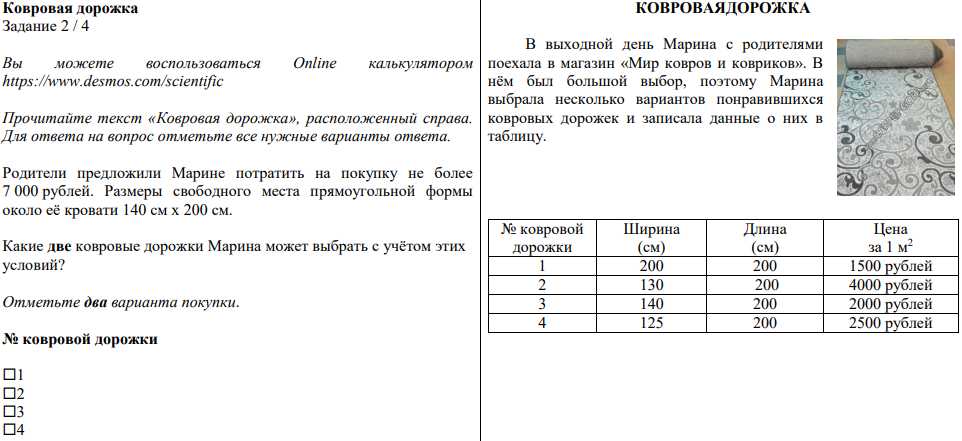 Ковровая дорожка
Задание 2 / 4
Вы можете воспользоваться Online калькулятором
https://www.desmos.com/scientific
Прочитайте текст «Ковровая дорожка», расположенный справа.
Для ответа на вопрос отметьте все нужные варианты ответа.
Родители предложили Марине потратить на покупку не более
7 000 рублей. Размеры свободного места прямоугольной формы
около её кровати 140 см х 200 см.
Какие две ковровые дорожки Марина может выбрать с учётом этих
условий?
Отметьте два варианта покупки.
№ ковровой дорожки
☐1
☐2
☐3
☐4
КОВРОВАЯДОРОЖКА
В выходной день Марина с родителями
поехала в магазин «Мир ковров и ковриков». В
нём был большой выбор, поэтому Марина
выбрала несколько вариантов понравившихся
ковровых дорожек и записала данные о них в
таблицу.
№ ковровой дорожки Ширина (см) Длина (см) Цена за 1 м²
1 200 200 1500 рублей
2 130 200 4000 рублей
3 140 200 2000 рублей
4 125 200 2500 рублей